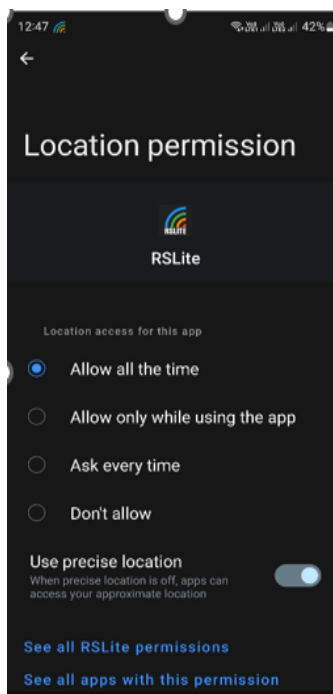 12:47 42%
Location permission
RSLITE
RSLite
Location access for this app
Allow all the time
Allow only while using the app
Ask every time
Don't allow
Use precise location
When precise location is off, apps can
access your approximate location
See all RSLite permissions
See all apps with this permission